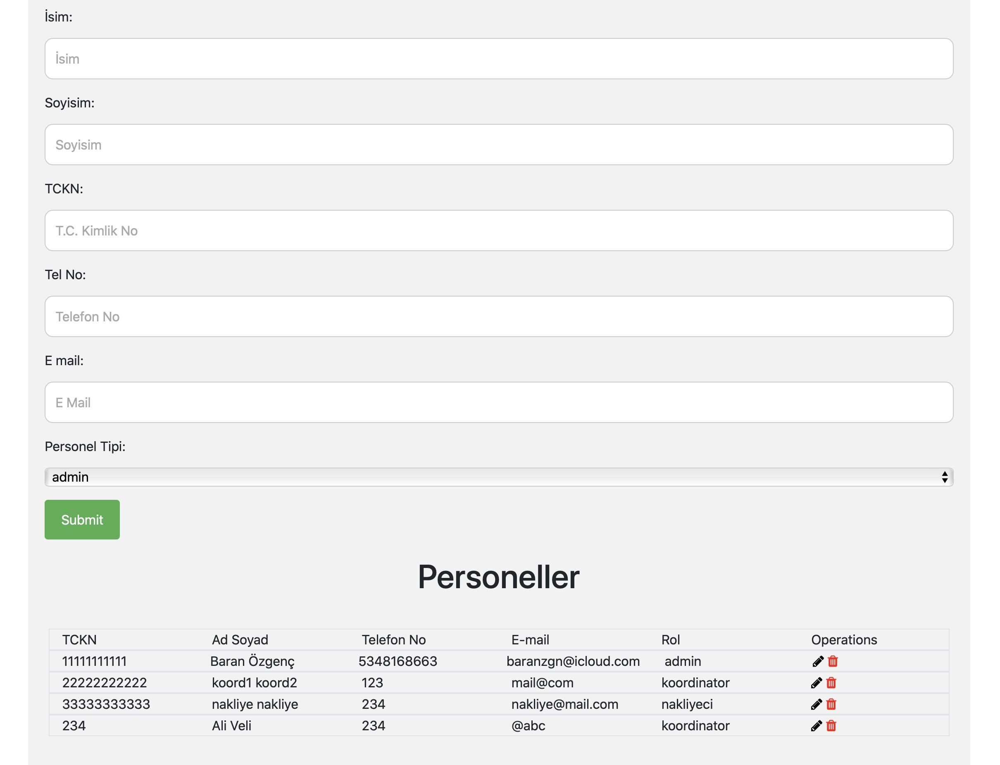 İsim:
İsim
Soyisim:
Soyisim
TCKN:
T.C. Kimlik No
Tel No:
Telefon No
E mail:
E Mail
Personel Tipi:
admin
Submit
Personeller
TCKN Ad Soyad Telefon No E-mail Rol Operations
11111111111 Baran Özgenç 5348168663 baranzgn@icloud.com admin
22222222222 koord1 koord2 123 mail@com koordinator
33333333333 nakliye nakliye 234 nakliye@mail.com nakliyeci
234 Ali Veli 234 @abc koordinator